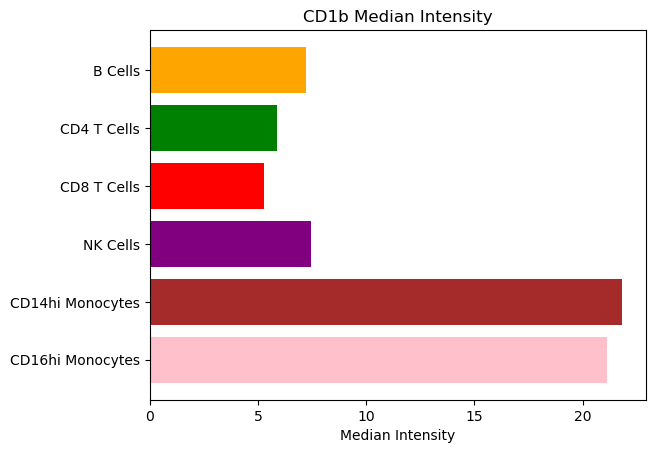 CD1b Median Intensity
B Cells
CD4 T Cells
CD8 T Cells
NK Cells
CD14hi Monocytes
CD16hi Monocytes
0 5 10 15 20
Median Intensity